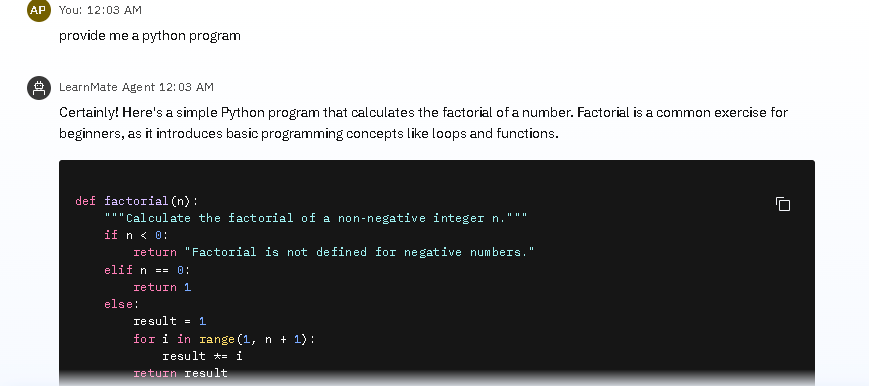 AP You: 12:03 AM
provide me a python program
LearnMate Agent 12:03 AM
Certainly! Here's a simple Python program that calculates the factorial of a number. Factorial is a common exercise for
beginners, as it introduces basic programming concepts like loops and functions.
def factorial(n):
    """Calculate the factorial of a non-negative integer n."""
    if n < 0:
        return "Factorial is not defined for negative numbers."
    elif n == 0:
        return 1
    else:
        result = 1
        for i in range(1, n + 1):
            result *= i
        return result